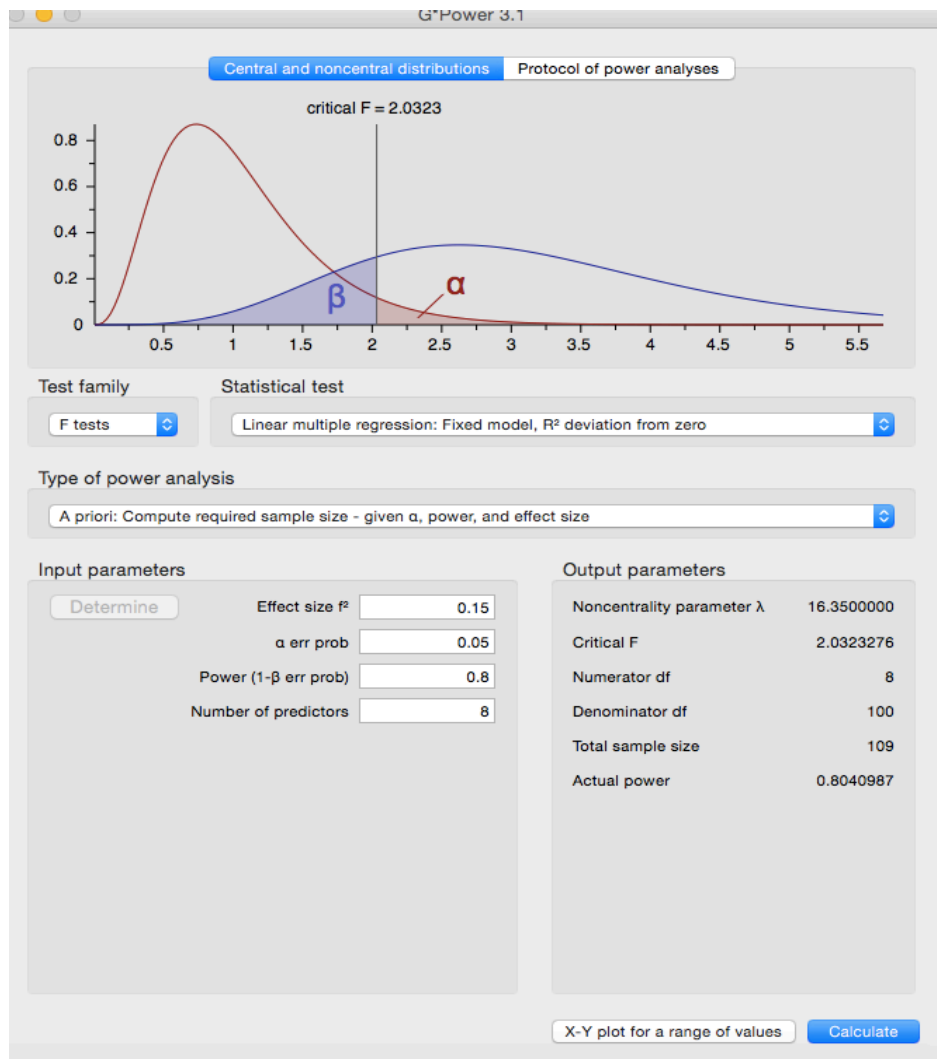 G*Power 3.1
Central and noncentral distributions Protocol of power analyses
critical F = 2.0323
0.8
0.6
0.4
0.2
0
β
α
0.5 1 1.5 2 2.5 3 3.5 4 4.5 5 5.5
Test family Statistical test
F tests Linear multiple regression: Fixed model, R² deviation from zero
Type of power analysis
A priori: Compute required sample size - given α, power, and effect size
Input parameters Output parameters
Determine Effect size f² 0.15 Noncentrality parameter λ 16.3500000
α err prob 0.05 Critical F 2.0323276
Power (1-β err prob) 0.8 Numerator df 8
Number of predictors 8 Denominator df 100
Total sample size 109
Actual power 0.8040987
X-Y plot for a range of values Calculate